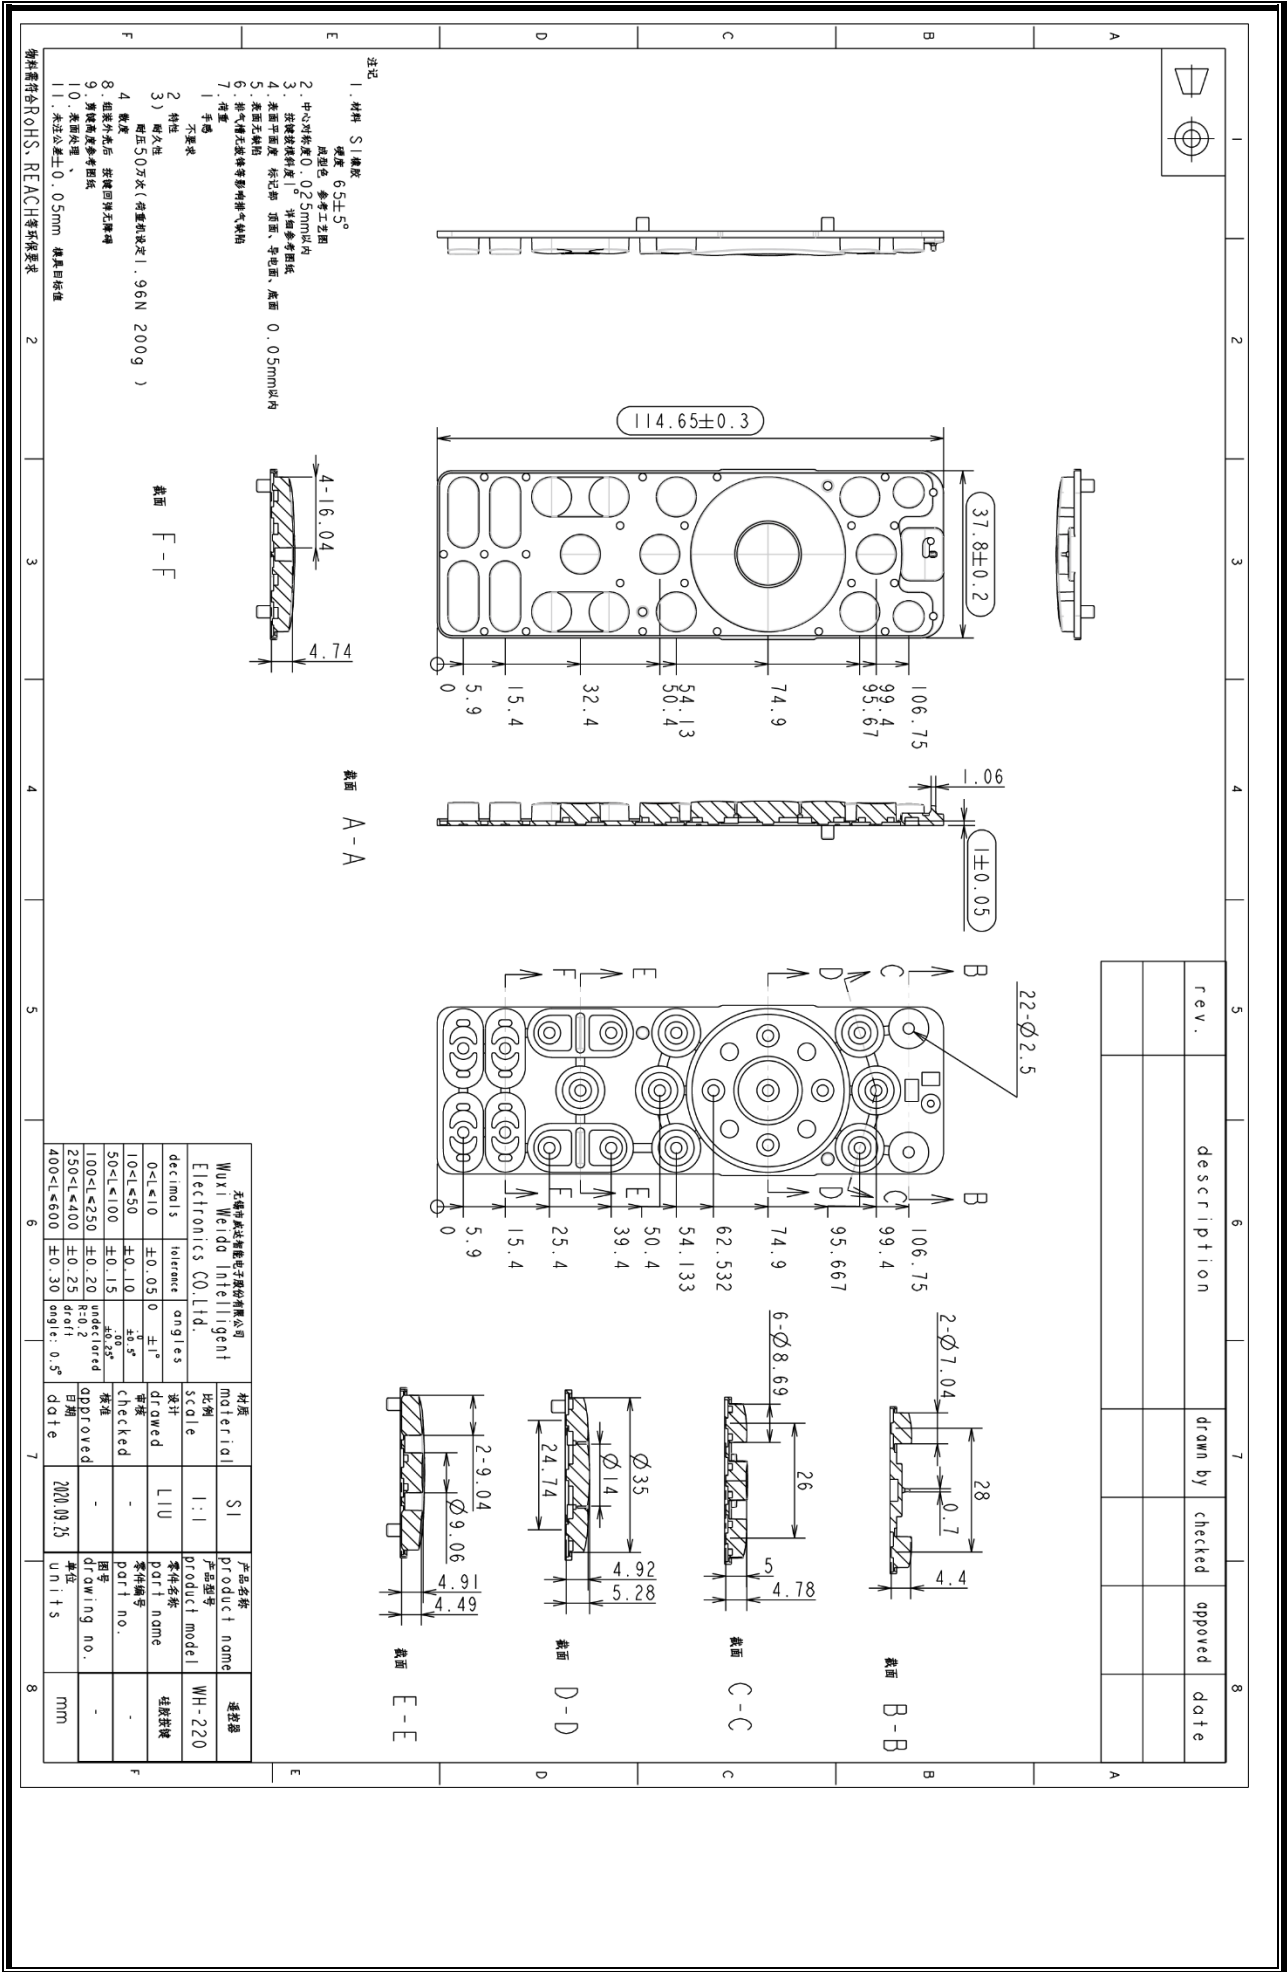 1 2 3 4 5 6 7 8
A
B
C
D
E
F
rev. description drawn by checked appoved date
114.65±0.3
37.8±0.2
0
5.9
15.4
32.4
50.4
54.13
74.9
95.67
99.4
106.75
1.06
1±0.05
截面 A-A
4-16.04
4.74
截面 F-F
B
C
D
E
F
22-∅2.5
B
C
D
E
F
0
5.9
15.4
25.4
39.4
50.4
54.133
62.532
74.9
95.667
99.4
106.75
2-∅7.04
28
0.7
4.4
截面 B-B
6-∅8.69
26
5
4.78
截面 C-C
∅35
∅14
24.74
4.92
5.28
截面 D-D
2-9.04
∅9.06
4.91
4.49
截面 E-E
注记
1.材料 SI橡胶
硬度 65±5°
成型色 参考工艺图
2.中心对称度0.025mm以内
3.按键拔模斜度1° 详细参考图纸
4.表面平面度 标记部 顶面、导电面、底面 0.05mm以内
5.表面无缺陷
6.排气槽无披锋等影响排气缺陷
7.荷重
1 手感
不要求
2 特性
3) 耐久性
耐压50万次(荷重机设定1.96N 200g )
4 敷度
8.组装外壳后 按键回弹无障碍
9.剪键高度参考图纸
10.表面处理 、
11.未注公差±0.05mm 模具目标值
物料需符合RoHS、REACH等环保要求
无锡市威达智能电子股份有限公司
Wuxi Weida Intelligent
Electronics CO.Ltd.
decimals tolerance angles
0<L≤10 ±0.05 0 ±1°
10<L≤50 ±0.10 .0 ±0.5°
50<L≤100 ±0.15 .00 ±0.25°
100<L≤250 ±0.20 undeclared R=0.2
250<L≤400 ±0.25 draft
400<L≤600 ±0.30 angle: 0.5°
材质 material SI
比例 scale 1:1
设计 drawed LIU
审核 checked -
核准 approved -
日期 date 2020.09.25
产品名称 product name 遥控器
产品型号 product model WH-220
零件名称 part name 硅胶按键
零件编号 part no. -
图号 drawing no. -
单位 units mm
F
E
D
C
B
A